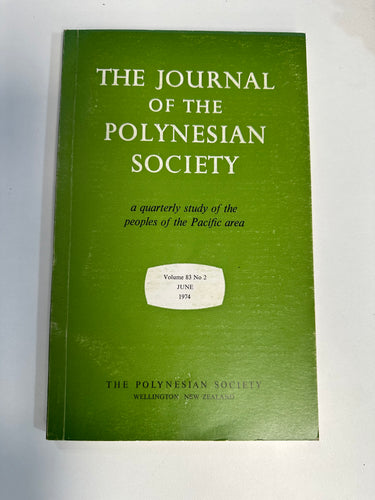 THE JOURNAL
OF THE
POLYNESIAN
SOCIETY
a quarterly study of the
peoples of the Pacific area
Volume 83 No 2
JUNE
1974
THE POLYNESIAN SOCIETY
WELLINGTON, NEW ZEALAND